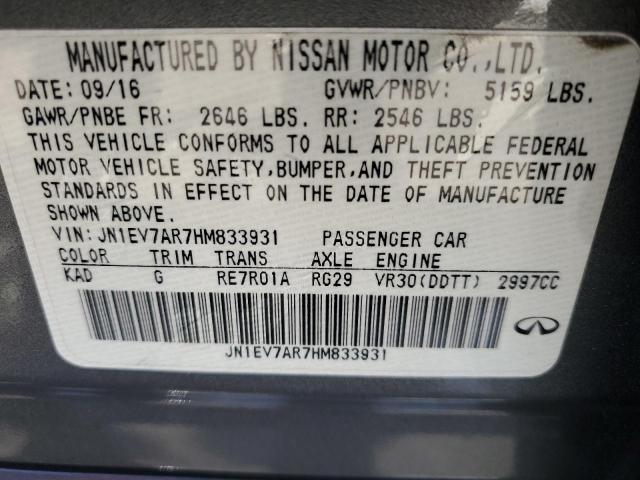 MANUFACTURED BY NISSAN MOTOR CO.,LTD.
DATE: 09/16 GVWR/PNBV: 5159 LBS.
GAWR/PNBE FR: 2646 LBS. RR: 2546 LBS.
THIS VEHICLE CONFORMS TO ALL APPLICABLE FEDERAL
MOTOR VEHICLE SAFETY,BUMPER,AND THEFT PREVENTION
STANDARDS IN EFFECT ON THE DATE OF MANUFACTURE
SHOWN ABOVE.
VIN:JN1EV7AR7HM833931 PASSENGER CAR
COLOR TRIM TRANS AXLE ENGINE
KAD G RE7R01A RG29 VR30(DDTT) 2997CC
JN1EV7AR7HM833931